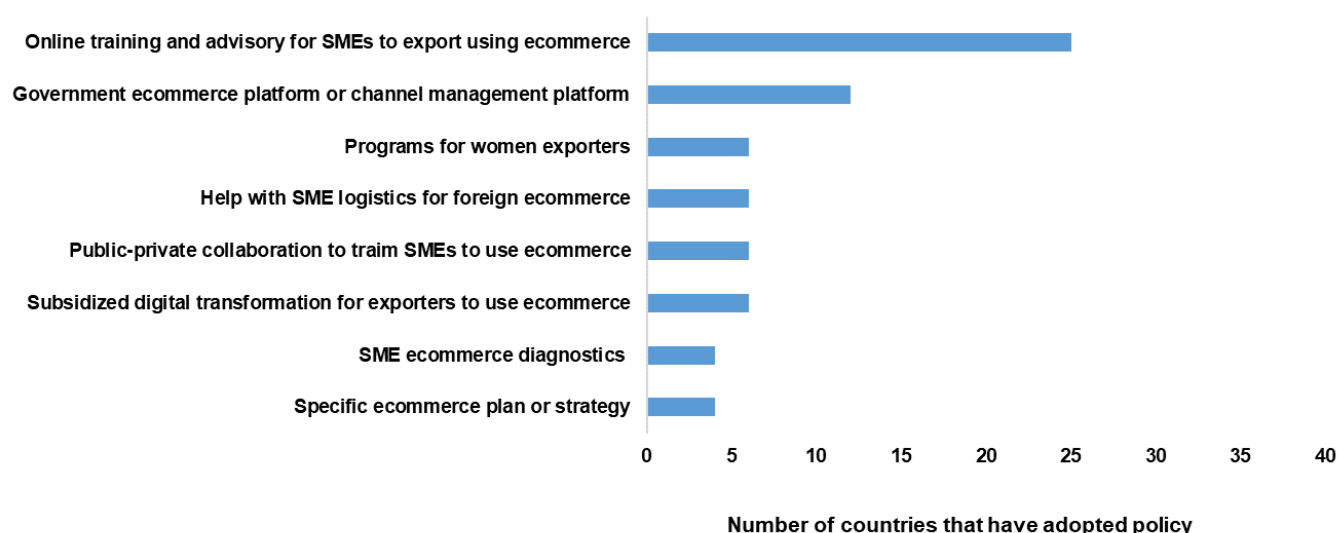 Online training and advisory for SMEs to export using ecommerce
Government ecommerce platform or channel management platform
Programs for women exporters
Help with SME logistics for foreign ecommerce
Public-private collaboration to traim SMEs to use ecommerce
Subsidized digital transformation for exporters to use ecommerce
SME ecommerce diagnostics
Specific ecommerce plan or strategy
0 5 10 15 20 25 30 35 40
Number of countries that have adopted policy